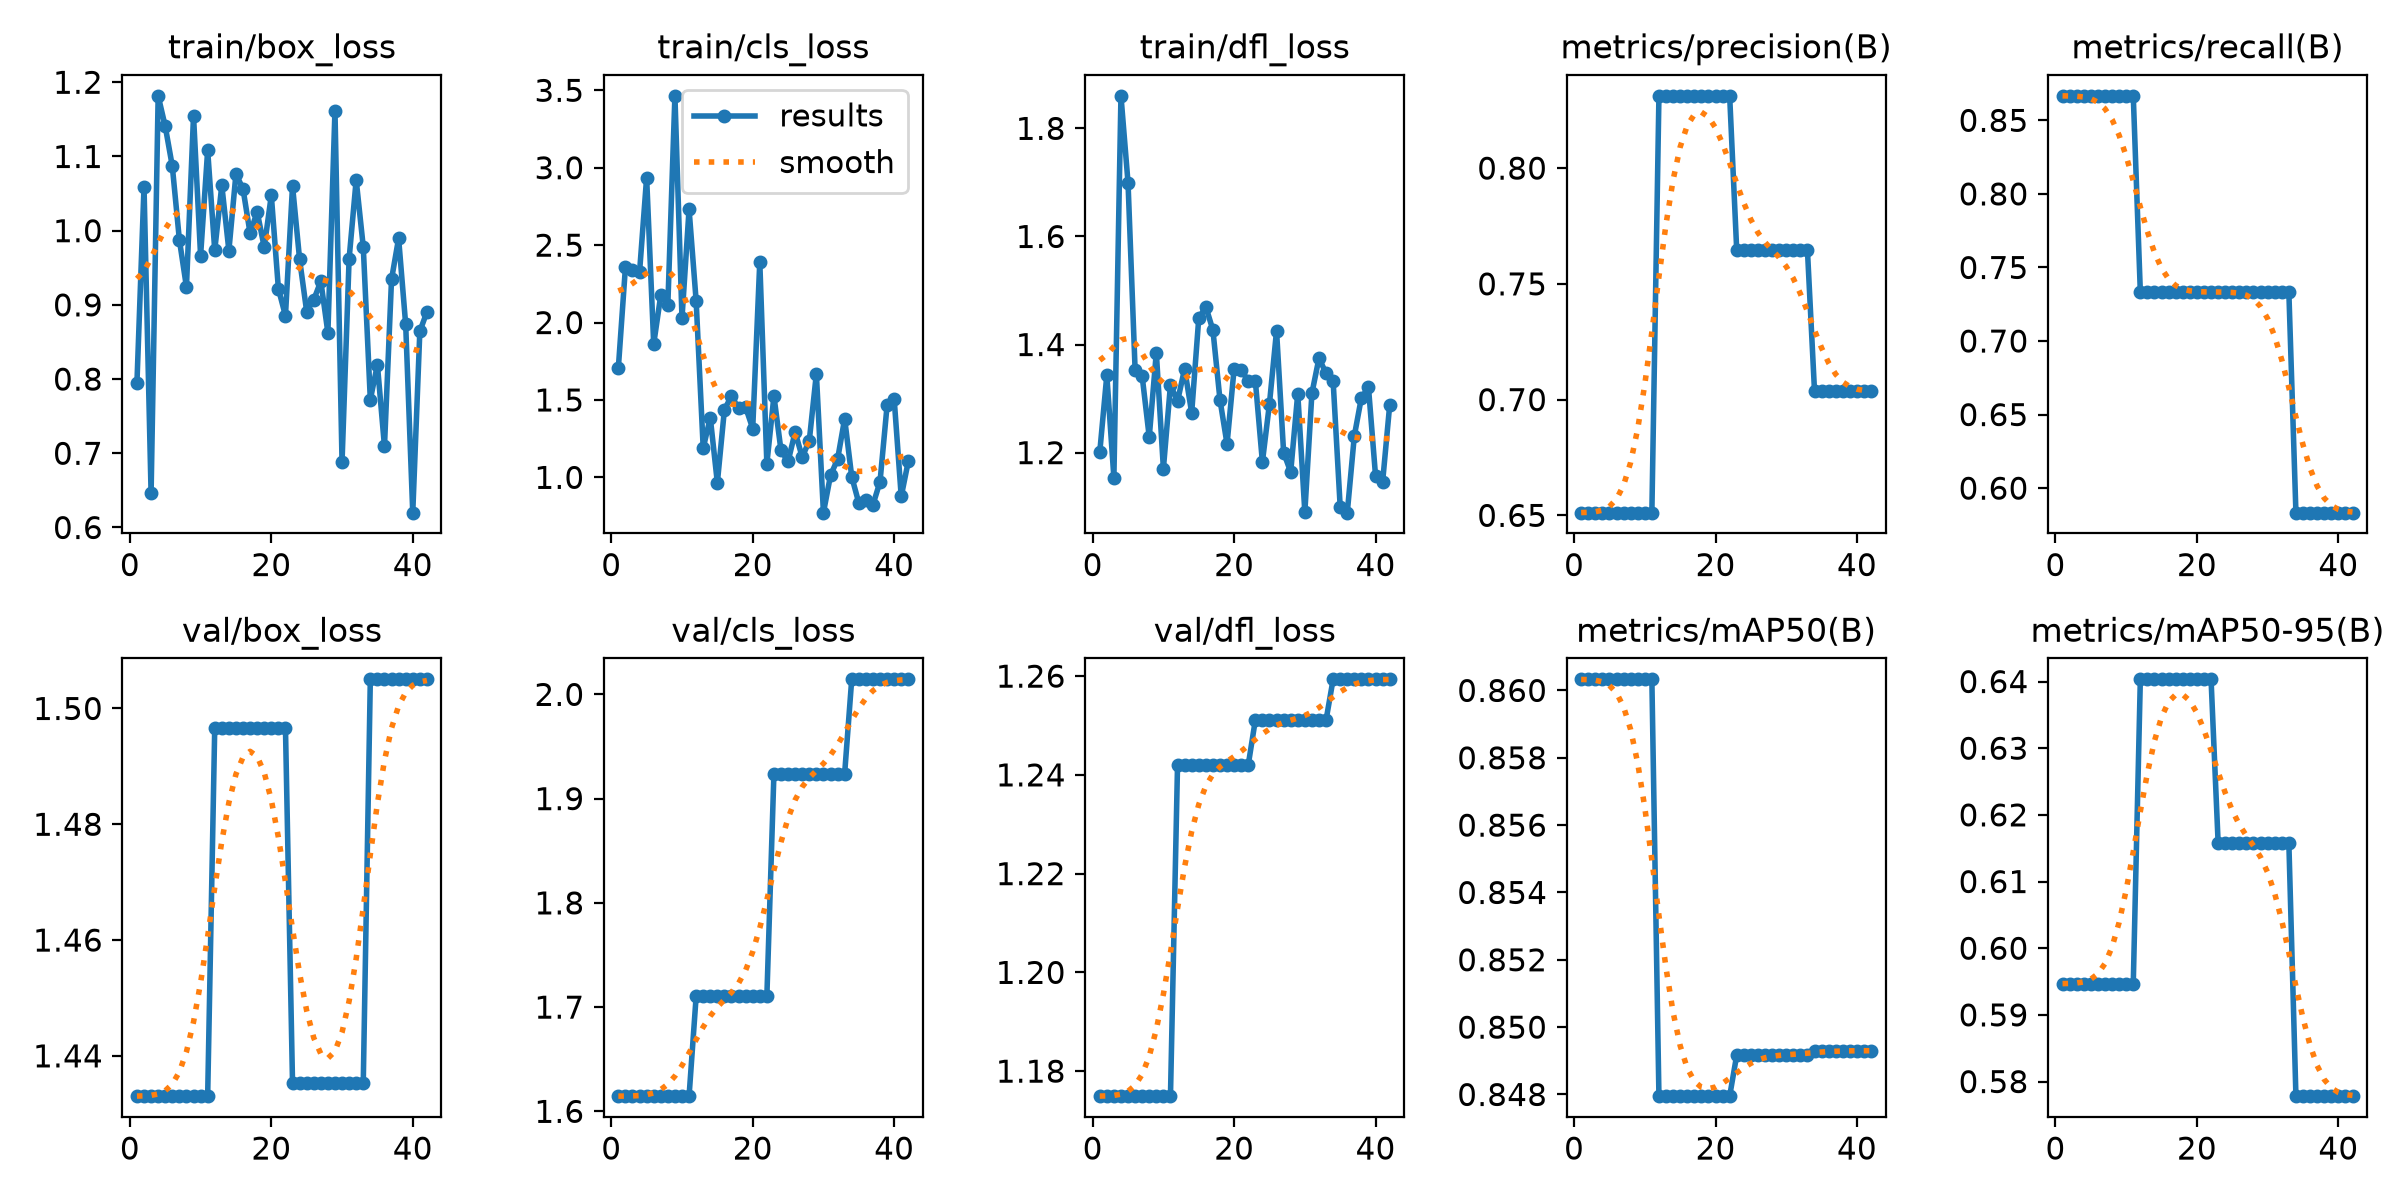 train/box_loss
1.2
1.1
1.0
0.9
0.8
0.7
0.6
0 20 40
train/cls_loss
3.5
3.0
2.5
2.0
1.5
1.0
0 20 40
results
smooth
train/dfl_loss
1.8
1.6
1.4
1.2
0 20 40
metrics/precision(B)
0.80
0.75
0.70
0.65
0 20 40
metrics/recall(B)
0.85
0.80
0.75
0.70
0.65
0.60
0 20 40
val/box_loss
1.50
1.48
1.46
1.44
0 20 40
val/cls_loss
2.0
1.9
1.8
1.7
1.6
0 20 40
val/dfl_loss
1.26
1.24
1.22
1.20
1.18
0 20 40
metrics/mAP50(B)
0.860
0.858
0.856
0.854
0.852
0.850
0.848
0 20 40
metrics/mAP50-95(B)
0.64
0.63
0.62
0.61
0.60
0.59
0.58
0 20 40